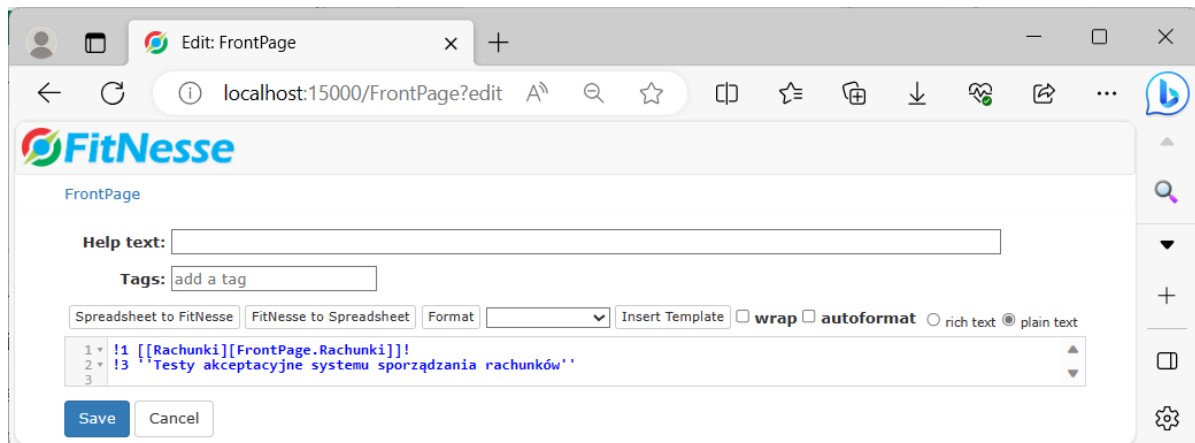 Edit: FrontPage
localhost:15000/FrontPage?edit
FitNesse
FrontPage
Help text:
Tags: add a tag
Spreadsheet to FitNesse FitNesse to Spreadsheet Format Insert Template wrap autoformat rich text plain text
1 !1 [[Rachunki][FrontPage.Rachunki]]!
2 !3 ''Testy akceptacyjne systemu sporządzania rachunków''
3
Save Cancel